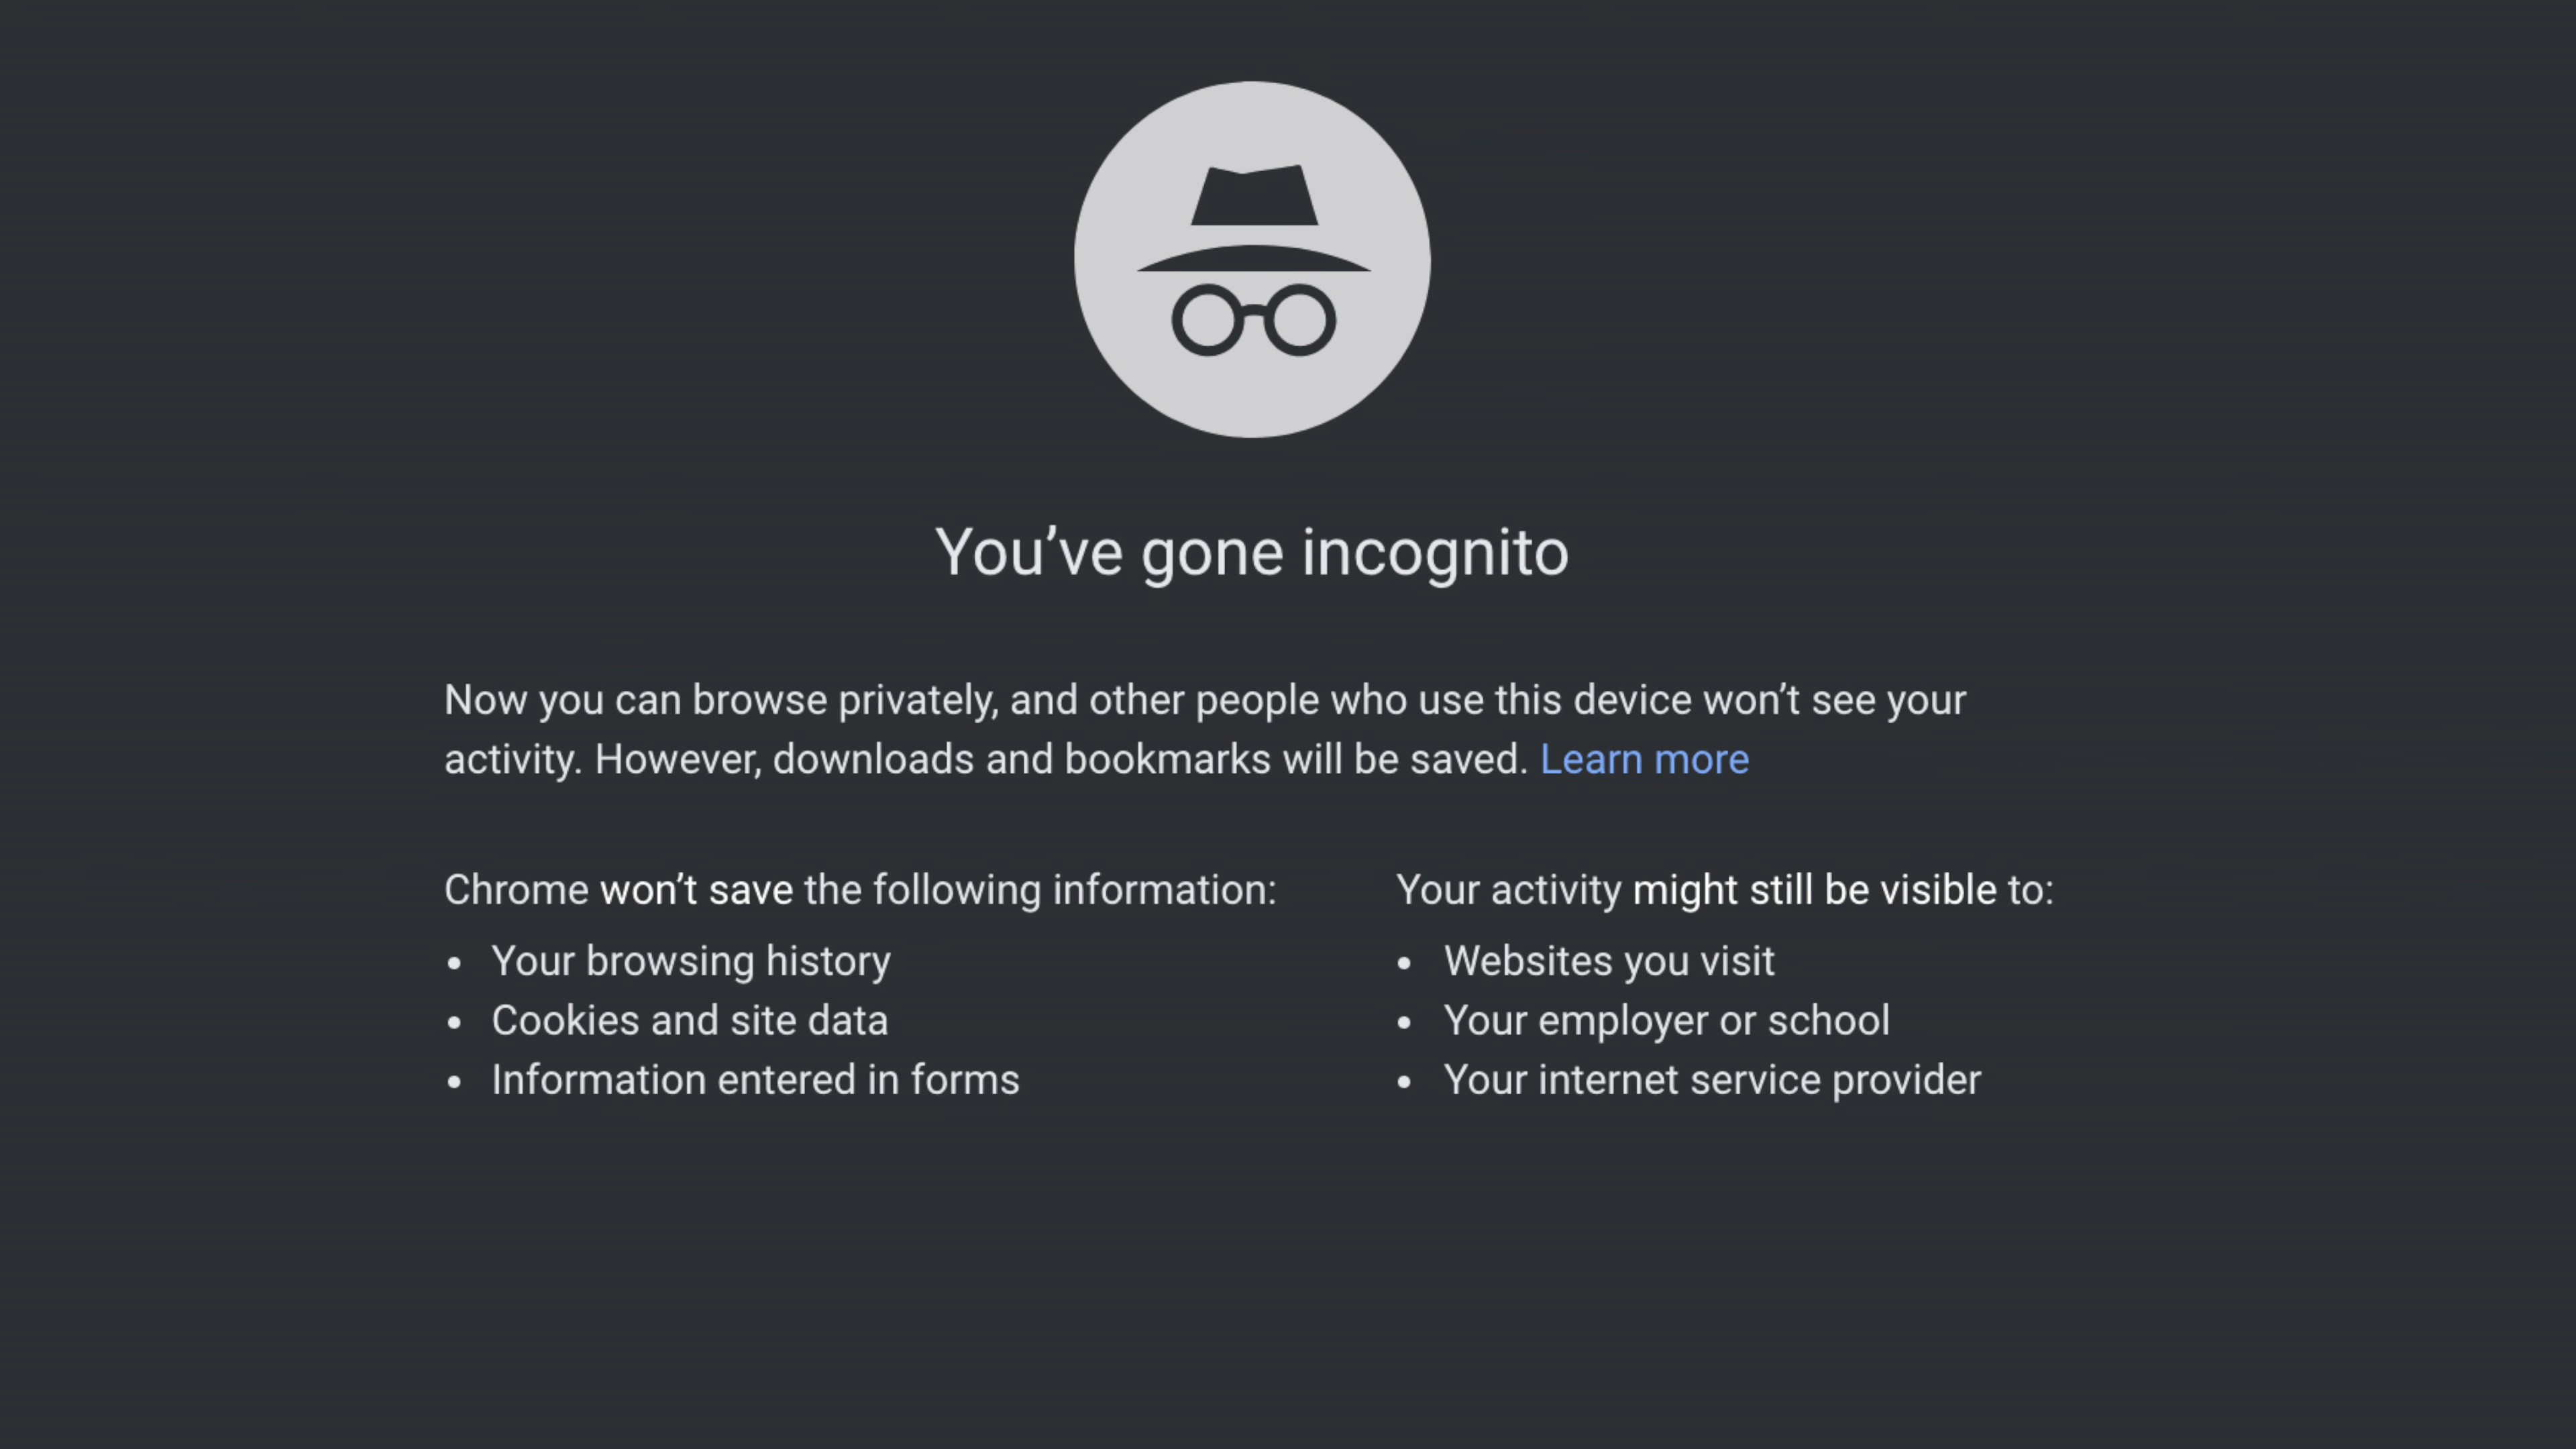 You’ve gone incognito
Now you can browse privately, and other people who use this device won’t see your
activity. However, downloads and bookmarks will be saved. Learn more
Chrome won’t save the following information:
• Your browsing history
• Cookies and site data
• Information entered in forms
Your activity might still be visible to:
• Websites you visit
• Your employer or school
• Your internet service provider